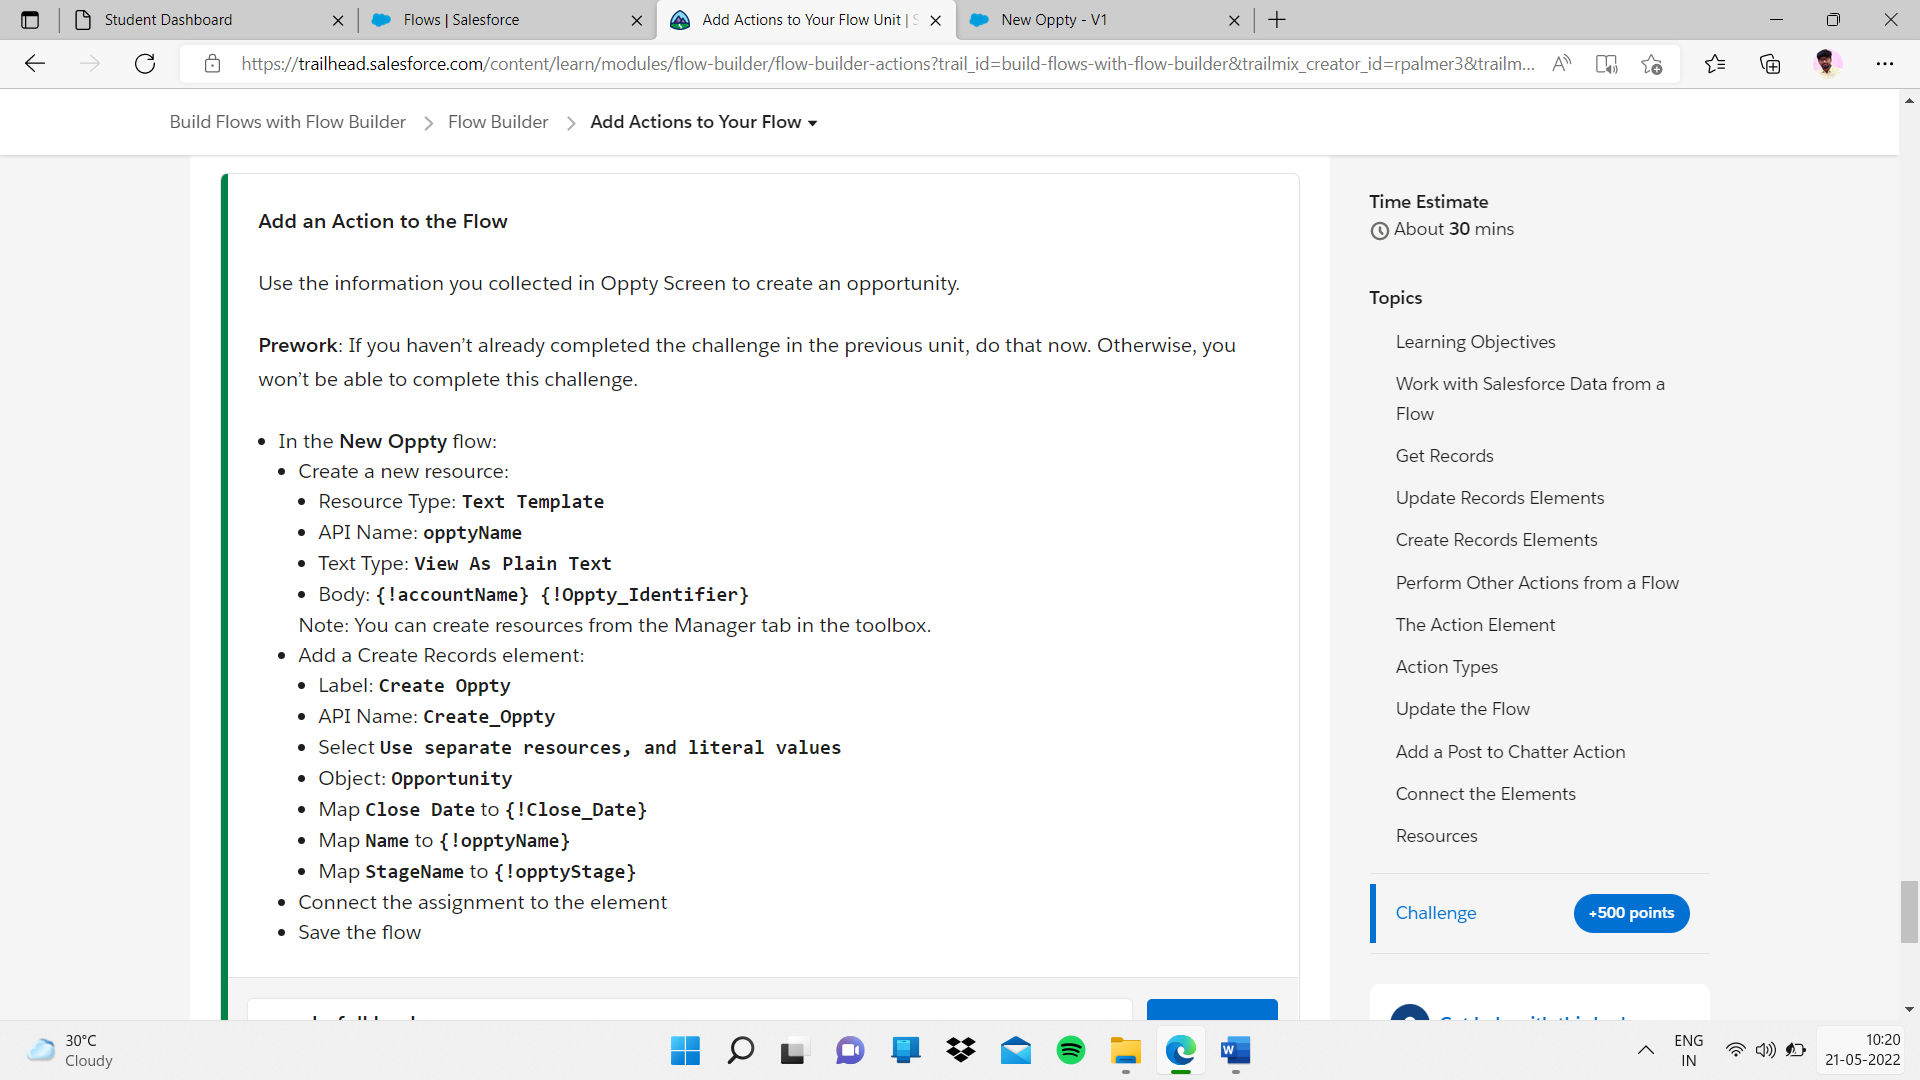 Student Dashboard
Flows | Salesforce
Add Actions to Your Flow Unit |
New Oppty - V1
https://trailhead.salesforce.com/content/learn/modules/flow-builder/flow-builder-actions?trail_id=build-flows-with-flow-builder&trailmix_creator_id=rpalmer3&trailm...
Build Flows with Flow Builder > Flow Builder > Add Actions to Your Flow
Add an Action to the Flow
Use the information you collected in Oppty Screen to create an opportunity.
Prework: If you haven’t already completed the challenge in the previous unit, do that now. Otherwise, you
won’t be able to complete this challenge.
In the New Oppty flow:
Create a new resource:
Resource Type: Text Template
API Name: opptyName
Text Type: View As Plain Text
Body: {!accountName} {!Oppty_Identifier}
Note: You can create resources from the Manager tab in the toolbox.
Add a Create Records element:
Label: Create Oppty
API Name: Create_Oppty
Select Use separate resources, and literal values
Object: Opportunity
Map Close Date to {!Close_Date}
Map Name to {!opptyName}
Map StageName to {!opptyStage}
Connect the assignment to the element
Save the flow
Time Estimate
About 30 mins
Topics
Learning Objectives
Work with Salesforce Data from a
Flow
Get Records
Update Records Elements
Create Records Elements
Perform Other Actions from a Flow
The Action Element
Action Types
Update the Flow
Add a Post to Chatter Action
Connect the Elements
Resources
Challenge
+500 points
30°C
Cloudy
ENG
IN
10:20
21-05-2022